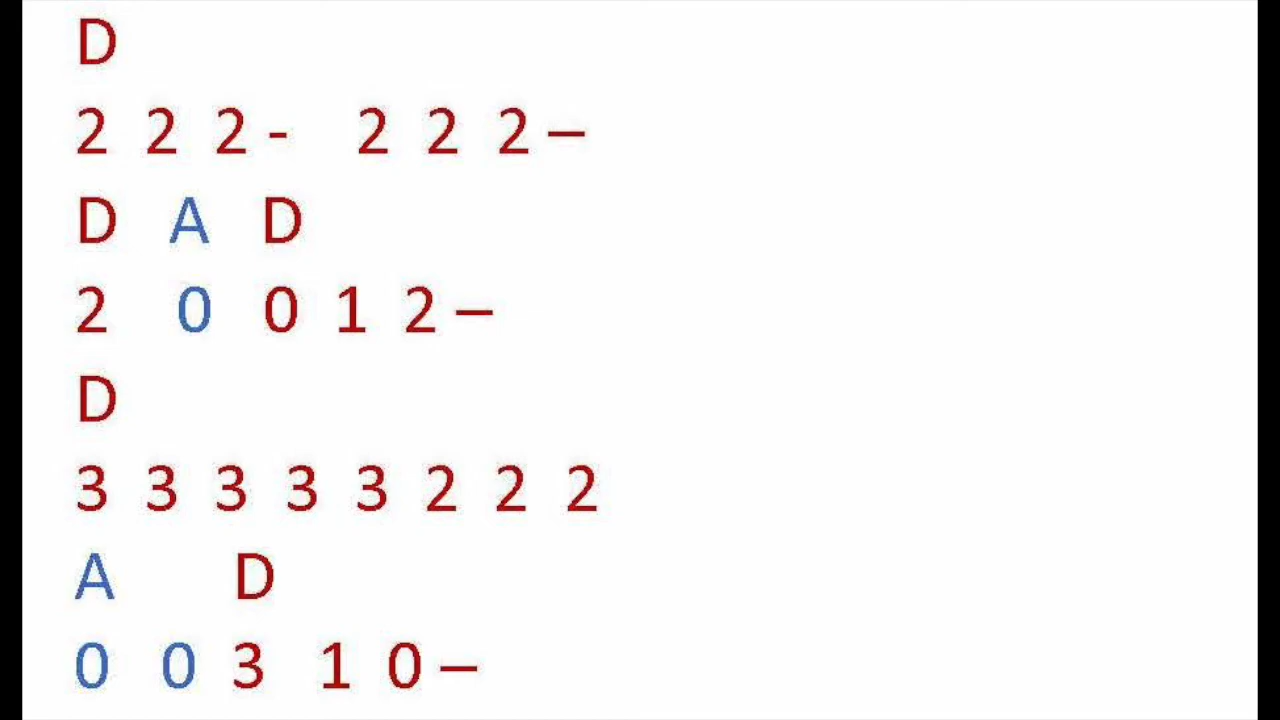 D
2 2 2 - 2 2 2 –
D A D
2 0 0 1 2 –
D
3 3 3 3 3 2 2 2
A D
0 0 3 1 0 –